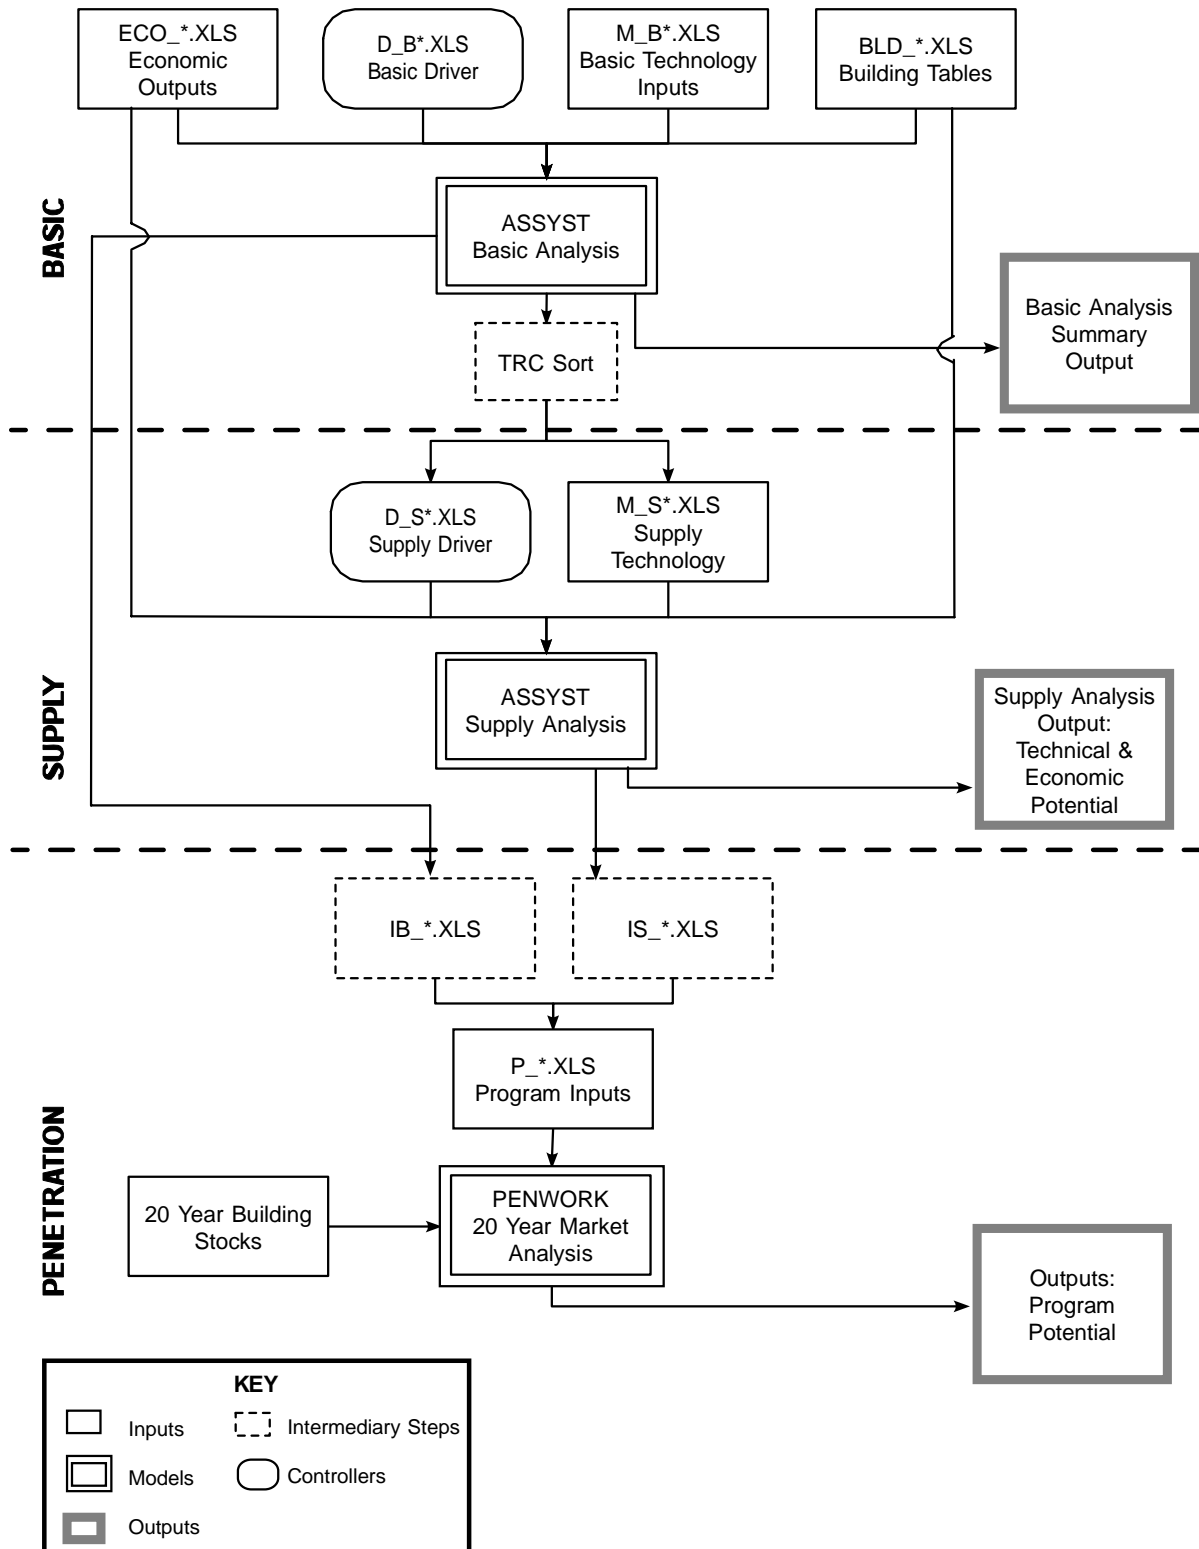 ECO_*.XLS
Economic
Outputs
D_B*.XLS
Basic Driver
M_B*.XLS
Basic Technology
Inputs
BLD_*.XLS
Building Tables
BASIC
ASSYST
Basic Analysis
Basic Analysis
Summary
Output
TRC Sort
D_S*.XLS
Supply Driver
M_S*.XLS
Supply
Technology
SUPPLY
ASSYST
Supply Analysis
Supply Analysis
Output:
Technical &
Economic
Potential
IB_*.XLS
IS_*.XLS
P_*.XLS
Program Inputs
PENETRATION
20 Year Building
Stocks
PENWORK
20 Year Market
Analysis
Outputs:
Program
Potential
KEY
Inputs
Intermediary Steps
Models
Controllers
Outputs